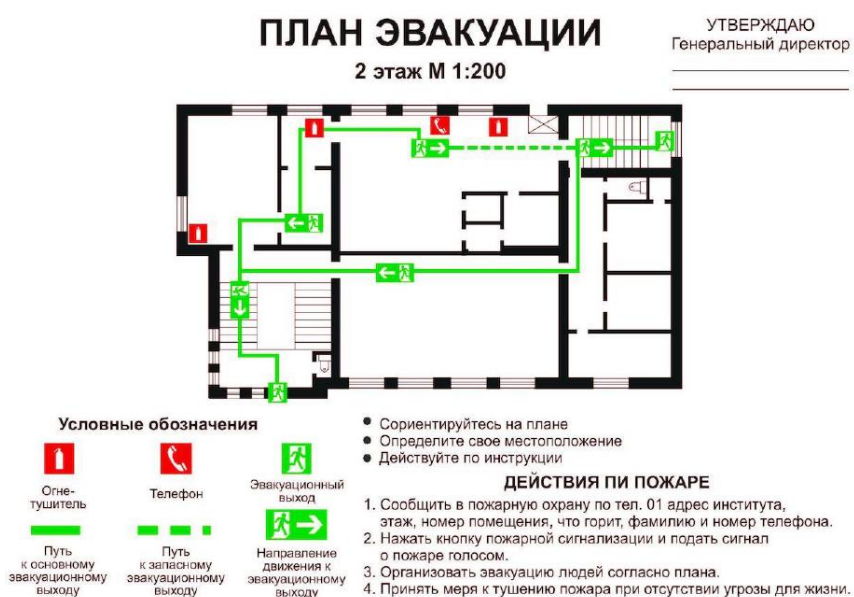 ПЛАН ЭВАКУАЦИИ
2 этаж М 1:200
УТВЕРЖДАЮ
Генеральный директор
Условные обозначения
Огне-
тушитель
Телефон
Эвакуационный
выход
Путь
к основному
эвакуационному
выходу
Путь
к запасному
эвакуационному
выходу
Направление
движения к
эвакуационному
выходу
● Сориентируйтесь на плане
● Определите свое местоположение
● Действуйте по инструкции
ДЕЙСТВИЯ ПИ ПОЖАРЕ
1. Сообщить в пожарную охрану по тел. 01 адрес института,
этаж, номер помещения, что горит, фамилию и номер телефона.
2. Нажать кнопку пожарной сигнализации и подать сигнал
о пожаре голосом.
3. Организовать эвакуацию людей согласно плана.
4. Принять меря к тушению пожара при отсутствии угрозы для жизни.